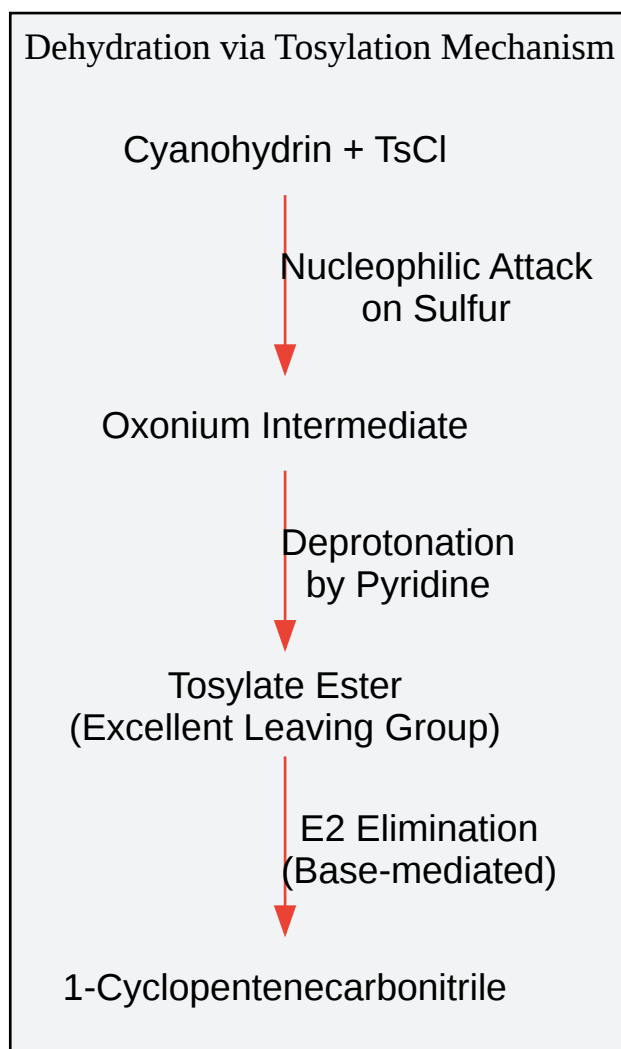 Dehydration via Tosylation Mechanism
Cyanohydrin + TsCl
Nucleophilic Attack
on Sulfur
Oxonium Intermediate
Deprotonation
by Pyridine
Tosylate Ester
(Excellent Leaving Group)
E2 Elimination
(Base-mediated)
1-Cyclopentenecarbonitrile